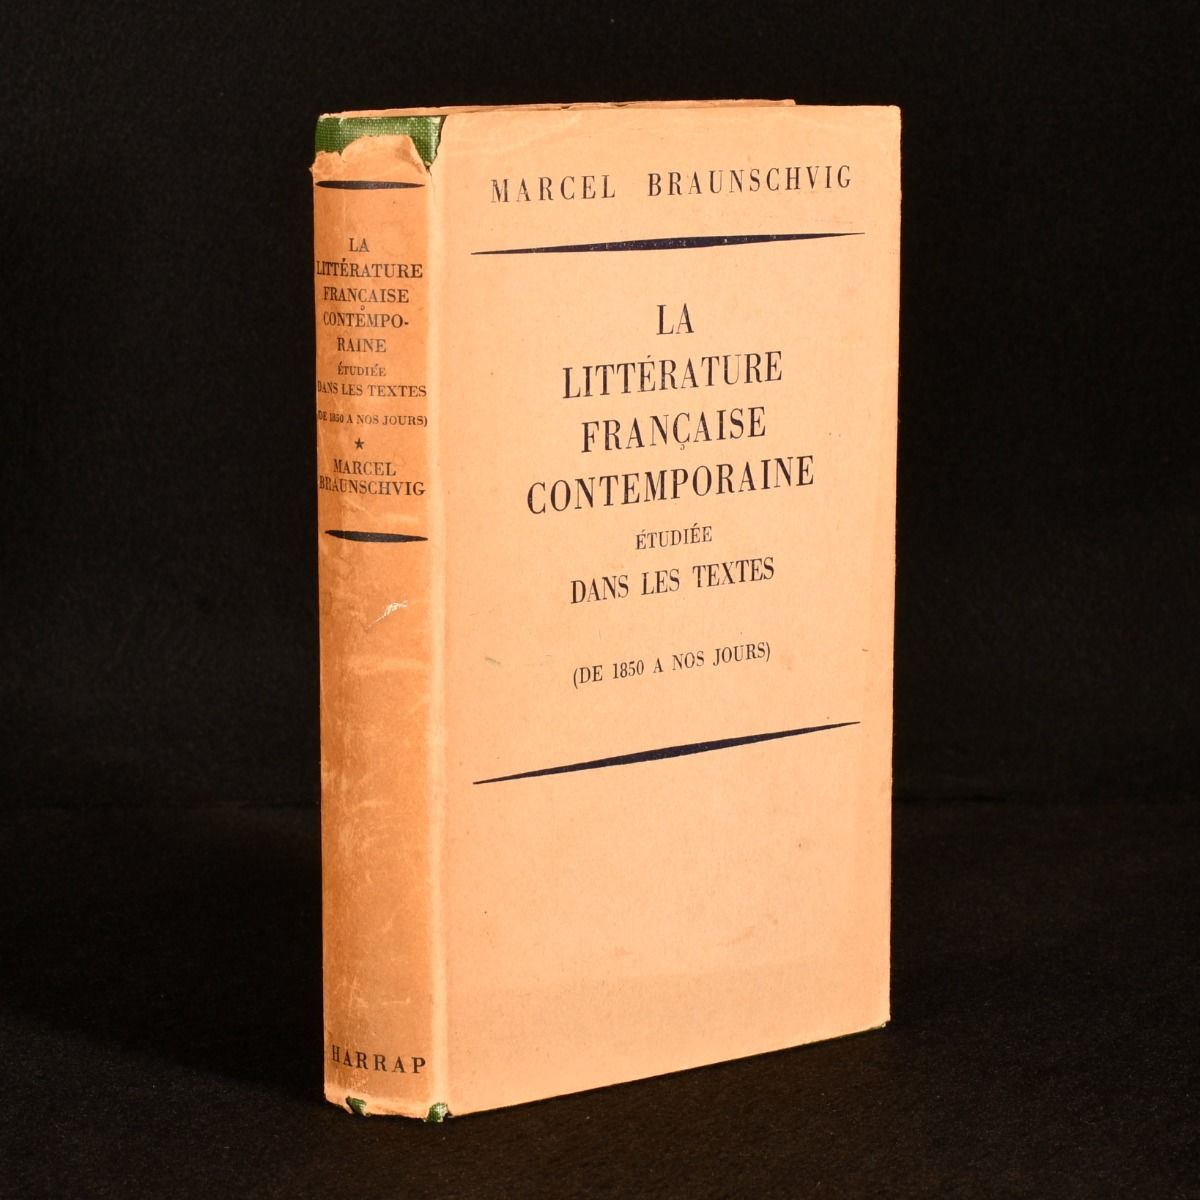 LA
LITTÉRATURE
FRANÇAISE
CONTEMPO-
RAINE
ÉTUDIÉE
DANS LES TEXTES
(DE 1850 A NOS JOURS)
★
MARCEL
BRAUNSCHVIG
HARRAP
MARCEL BRAUNSCHVIG
LA
LITTÉRATURE
FRANÇAISE
CONTEMPORAINE
ÉTUDIÉE
DANS LES TEXTES
(DE 1850 A NOS JOURS)